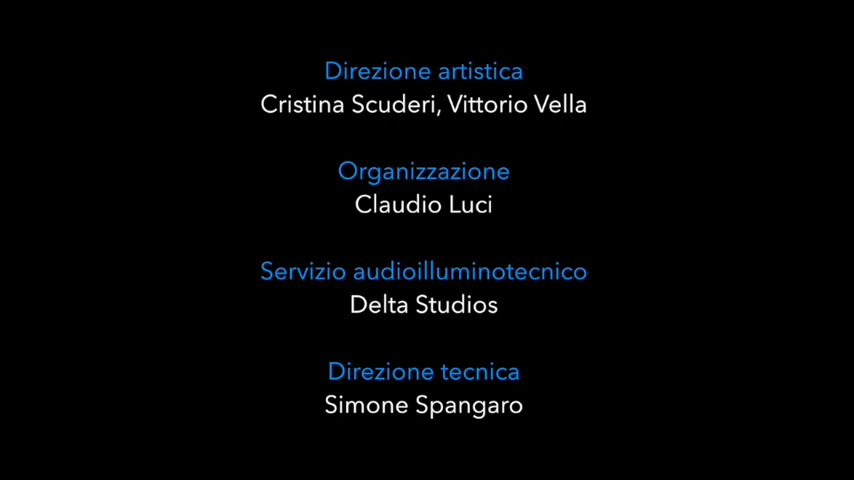 Direzione artistica
Cristina Scuderi, Vittorio Vella
Organizzazione
Claudio Luci
Servizio audioilluminotecnico
Delta Studios
Direzione tecnica
Simone Spangaro